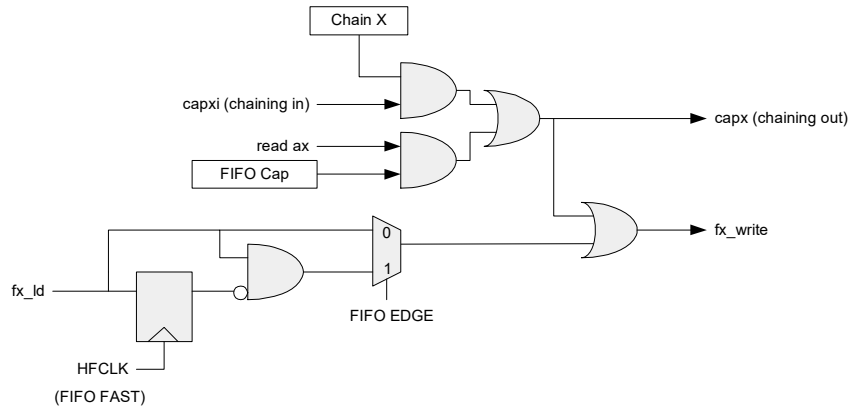 Chain X
capxi (chaining in)
capx (chaining out)
read ax
FIFO Cap
0
fx_write
1
fx_ld
FIFO EDGE
HFCLK
(FIFO FAST)